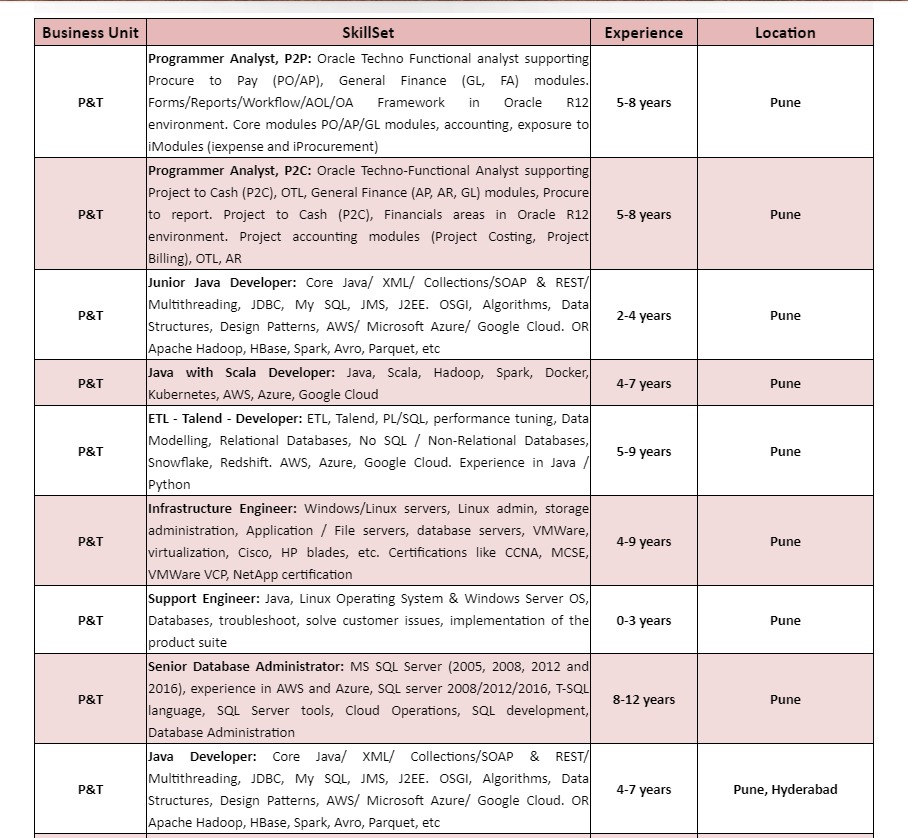 Business Unit SkillSet Experience Location
Programmer Analyst, P2P: Oracle Techno Functional analyst supporting
Procure to Pay (PO/AP), General Finance (GL, FA) modules.
P&T Forms/Reports/Workflow/AOL/OA Framework in Oracle R12 5-8 years Pune
environment. Core modules PO/AP/GL modules, accounting, exposure to
iModules (iexpense and iProcurement)
Programmer Analyst, P2C: Oracle Techno-Functional Analyst supporting
Project to Cash (P2C), OTL, General Finance (AP, AR, GL) modules, Procure
P&T to report. Project to Cash (P2C), Financials areas in Oracle R12 5-8 years Pune
environment. Project accounting modules (Project Costing, Project
Billing), OTL, AR
Junior Java Developer: Core Java/ XML/ Collections/SOAP & REST/
Multithreading, JDBC, My SQL, JMS, J2EE. OSGI, Algorithms, Data
P&T Structures, Design Patterns, AWS/ Microsoft Azure/ Google Cloud. OR 2-4 years Pune
Apache Hadoop, HBase, Spark, Avro, Parquet, etc
Java with Scala Developer: Java, Scala, Hadoop, Spark, Docker,
P&T Kubernetes, AWS, Azure, Google Cloud 4-7 years Pune
ETL - Talend - Developer: ETL, Talend, PL/SQL, performance tuning, Data
Modelling, Relational Databases, No SQL / Non-Relational Databases,
P&T Snowflake, Redshift. AWS, Azure, Google Cloud. Experience in Java / 5-9 years Pune
Python
Infrastructure Engineer: Windows/Linux servers, Linux admin, storage
administration, Application / File servers, database servers, VMWare,
P&T virtualization, Cisco, HP blades, etc. Certifications like CCNA, MCSE, 4-9 years Pune
VMWare VCP, NetApp certification
Support Engineer: Java, Linux Operating System & Windows Server OS,
P&T Databases, troubleshoot, solve customer issues, implementation of the 0-3 years Pune
product suite
Senior Database Administrator: MS SQL Server (2005, 2008, 2012 and
2016), experience in AWS and Azure, SQL server 2008/2012/2016, T-SQL
P&T language, SQL Server tools, Cloud Operations, SQL development, 8-12 years Pune
Database Administration
Java Developer: Core Java/ XML/ Collections/SOAP & REST/
Multithreading, JDBC, My SQL, JMS, J2EE. OSGI, Algorithms, Data
P&T Structures, Design Patterns, AWS/ Microsoft Azure/ Google Cloud. OR 4-7 years Pune, Hyderabad
Apache Hadoop, HBase, Spark, Avro, Parquet, etc